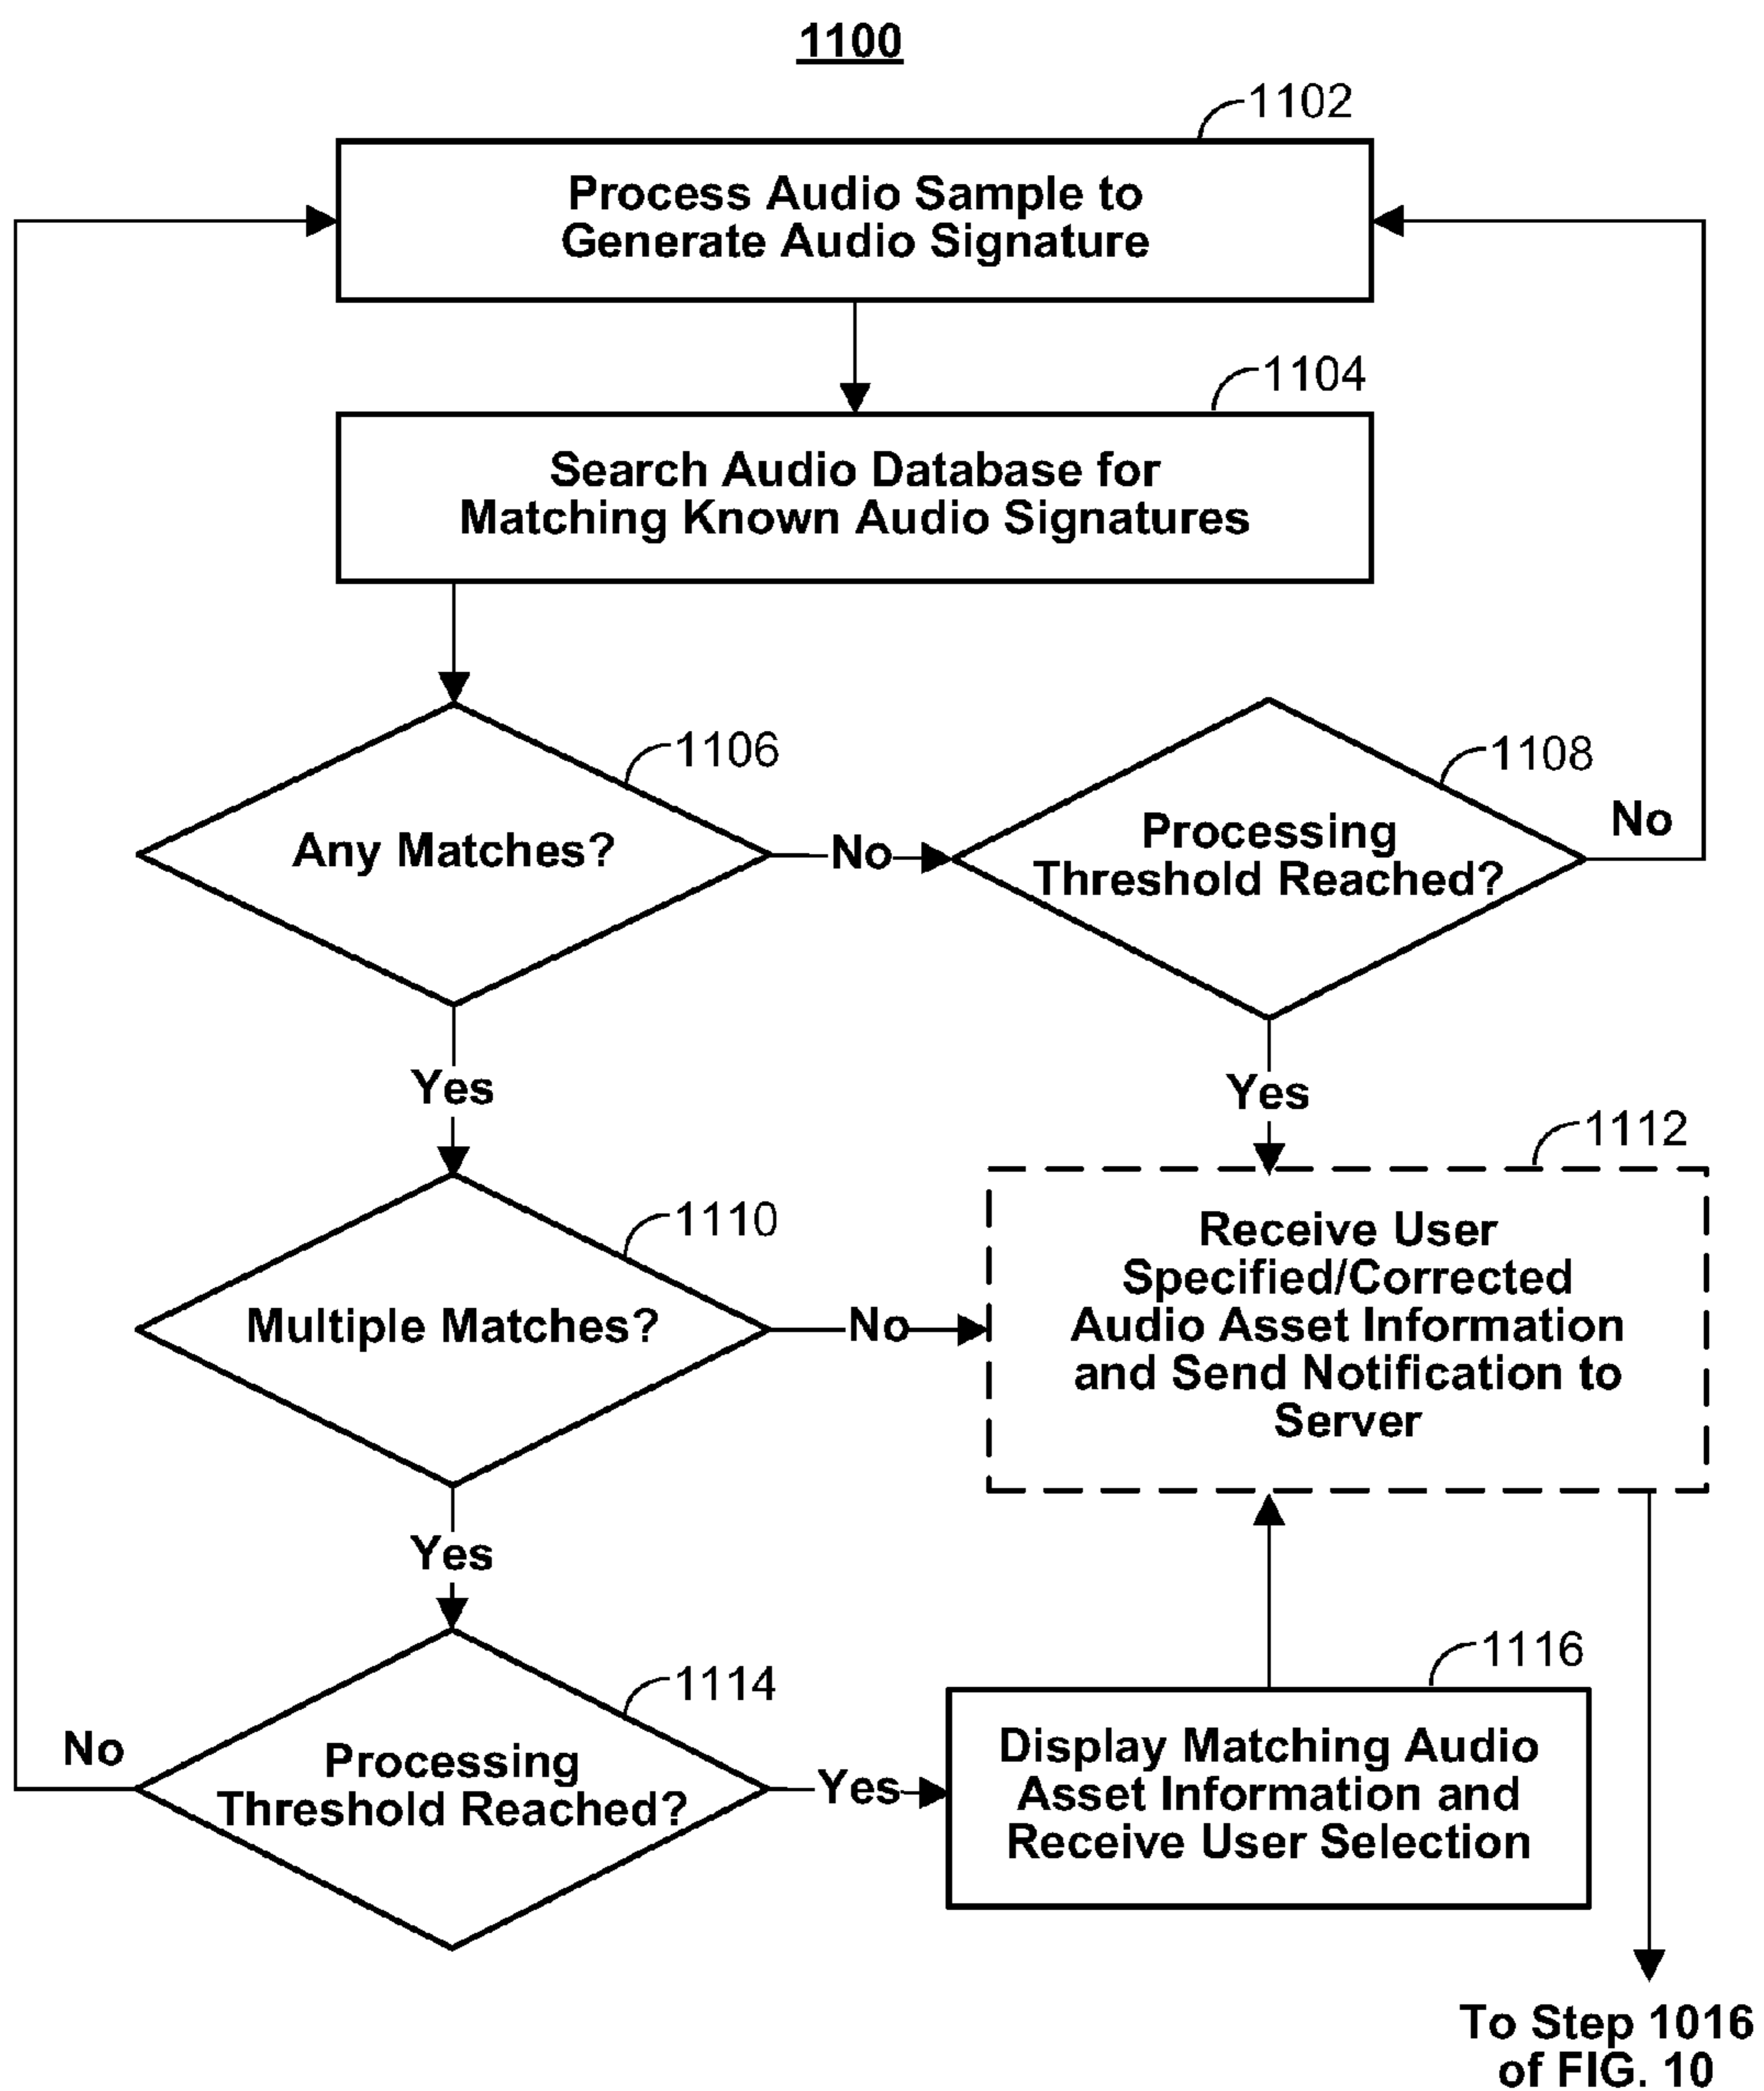 1100
1102
Process Audio Sample to
Generate Audio Signature
1104
Search Audio Database for
Matching Known Audio Signatures
1106
Any Matches?
No
1108
Processing
Threshold Reached?
No
Yes
Yes
1110
Multiple Matches?
No
1112
Receive User
Specified/Corrected
Audio Asset Information
and Send Notification to
Server
Yes
1114
Processing
Threshold Reached?
No
Yes
1116
Display Matching Audio
Asset Information and
Receive User Selection
To Step 1016
of FIG. 10